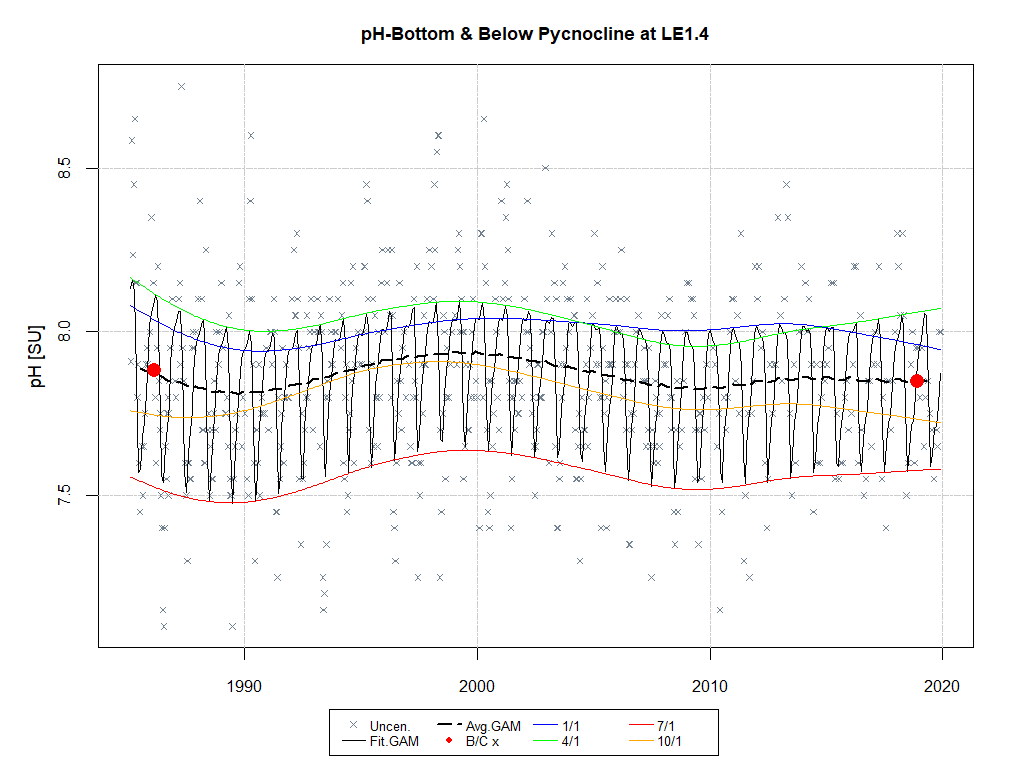 pH-Bottom & Below Pycnocline at LE1.4
pH [SU]
8.5
8.0
7.5
1990 2000 2010 2020
Uncen. Avg.GAM 1/1 7/1
Fit.GAM B/C x 4/1 10/1